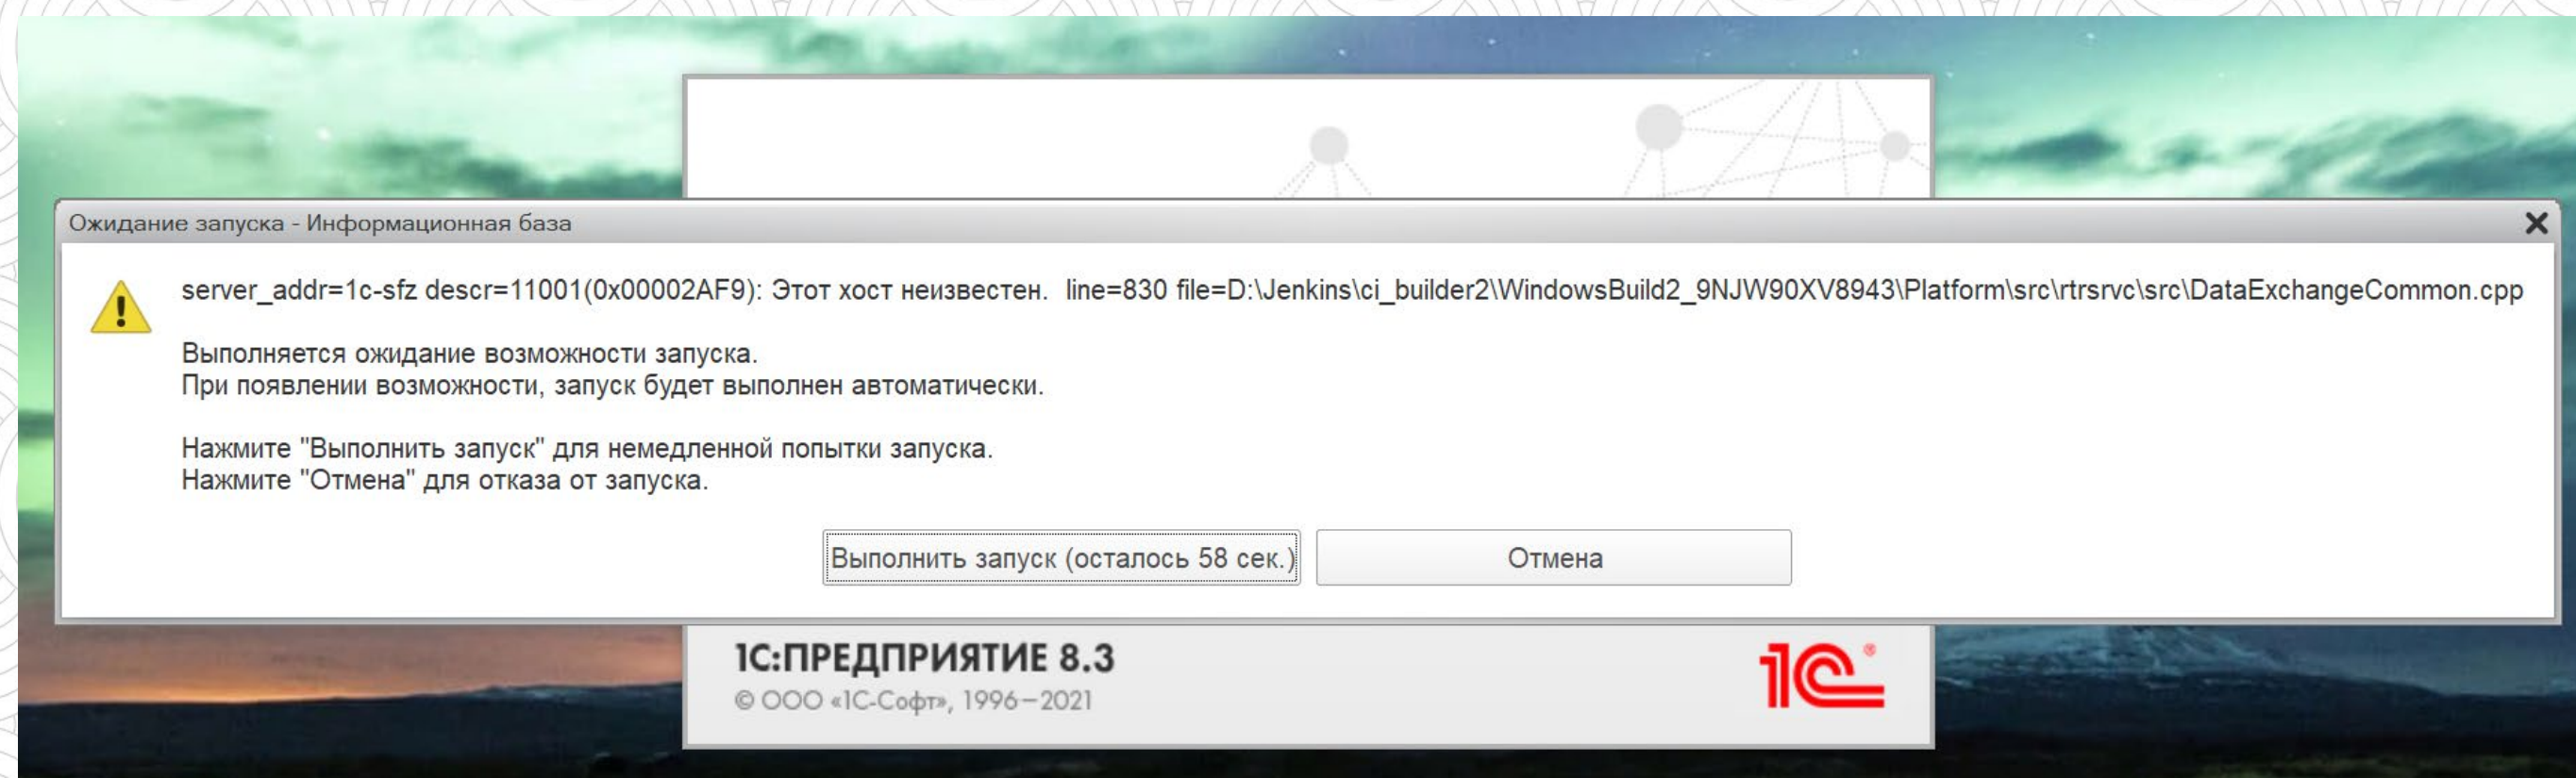 Ожидание запуска - Информационная база
server_addr=1c-sfz descr=11001(0x00002AF9): Этот хост неизвестен. line=830 file=D:\Jenkins\ci_builder2\WindowsBuild2_9NJW90XV8943\Platform\src\rtrsrvc\src\DataExchangeCommon.cpp
Выполняется ожидание возможности запуска.
При появлении возможности, запуск будет выполнен автоматически.
Нажмите "Выполнить запуск" для немедленной попытки запуска.
Нажмите "Отмена" для отказа от запуска.
Выполнить запуск (осталось 58 сек.)
Отмена
1С:ПРЕДПРИЯТИЕ 8.3
1С®
© ООО «1С-Софт», 1996–2021